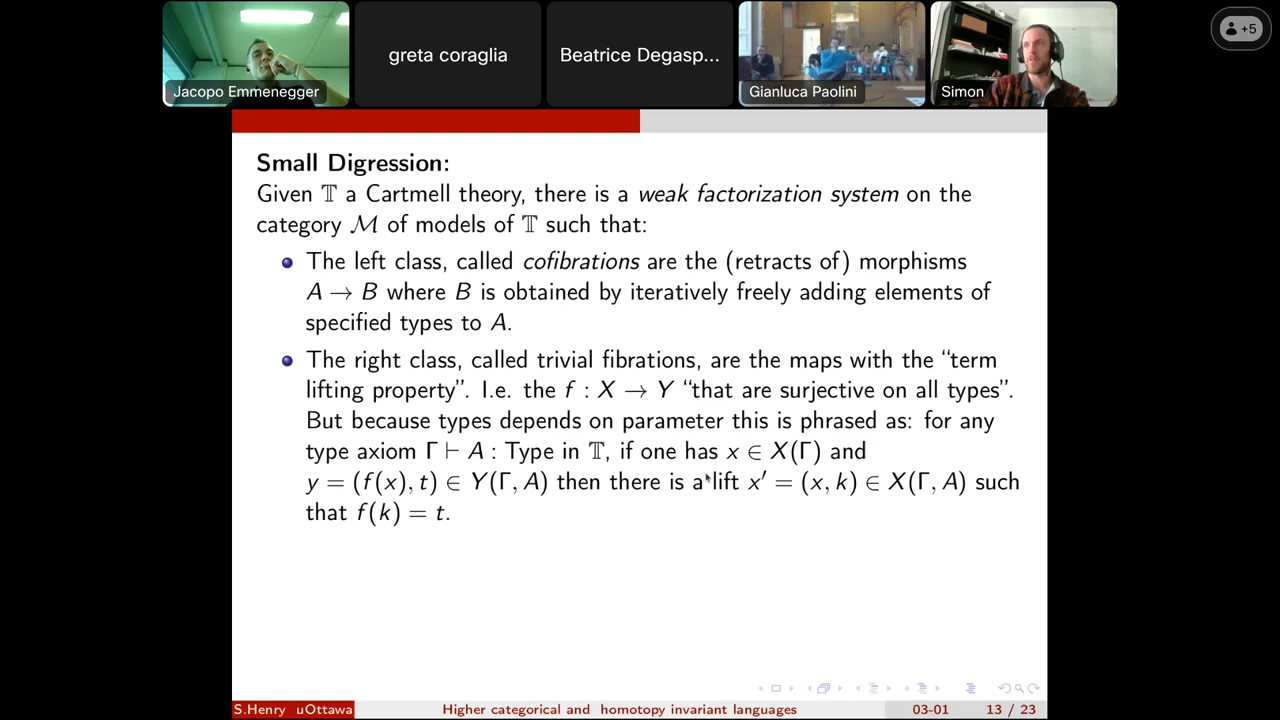 Jacopo Emmenegger
greta coraglia
Beatrice Degasp...
Gianluca Paolini
Simon
+5
Small Digression:
Given 𝕋 a Cartmell theory, there is a weak factorization system on the
category ℳ of models of 𝕋 such that:
The left class, called cofibrations are the (retracts of) morphisms
A → B where B is obtained by iteratively freely adding elements of
specified types to A.
The right class, called trivial fibrations, are the maps with the “term
lifting property”. I.e. the f : X → Y “that are surjective on all types”.
But because types depends on parameter this is phrased as: for any
type axiom Γ ⊢ A : Type in 𝕋, if one has x ∈ X(Γ) and
y = (f(x), t) ∈ Y(Γ, A) then there is a lift x′ = (x, k) ∈ X(Γ, A) such
that f(k) = t.
S.Henry uOttawa
Higher categorical and homotopy invariant languages
03-01
13 / 23